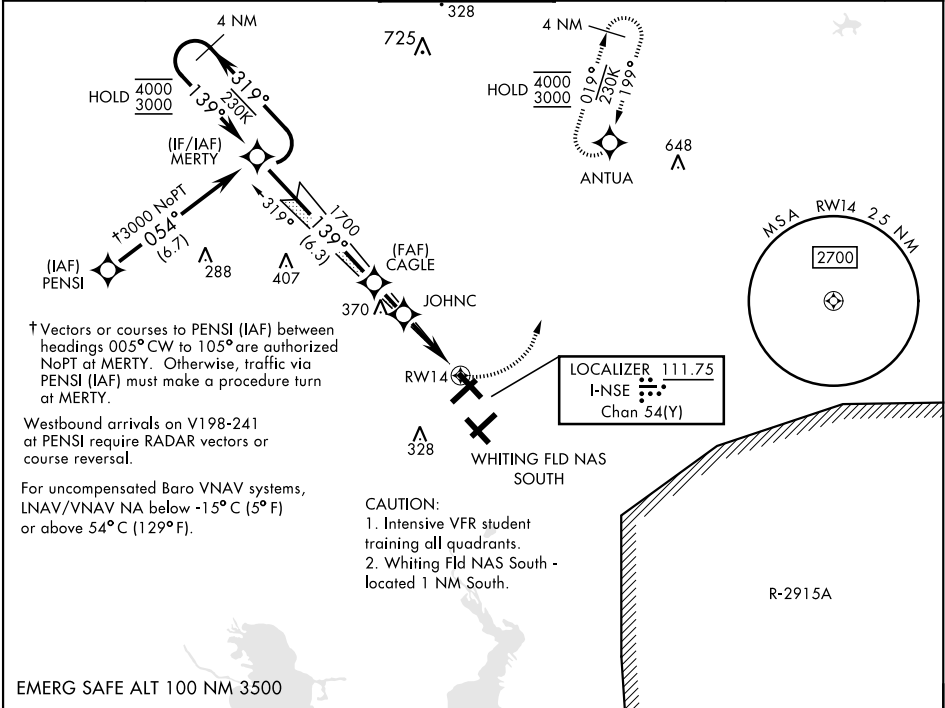 328
725
4 NM
4 NM
HOLD 4000
3000
139°
319°
230K
HOLD 4000
3000
019°
230K
199°
(IF/IAF)
MERTY
ANTUA
648
†3000 NoPT
054°
(6.7)
319°
1700
139°
(6.3)
(FAF)
CAGLE
(IAF)
PENSI
288
407
370
JOHNC
MSA RW14 25 NM
2700
† Vectors or courses to PENSI (IAF) between
headings 005° CW to 105° are authorized
NoPT at MERTY. Otherwise, traffic via
PENSI (IAF) must make a procedure turn
at MERTY.
RW14
LOCALIZER 111.75
I-NSE
Chan 54(Y)
Westbound arrivals on V198-241
at PENSI require RADAR vectors or
course reversal.
328
WHITING FLD NAS
SOUTH
For uncompensated Baro VNAV systems,
LNAV/VNAV NA below -15° C (5° F)
or above 54° C (129° F).
CAUTION:
1. Intensive VFR student
training all quadrants.
2. Whiting Fld NAS South -
located 1 NM South.
R-2915A
EMERG SAFE ALT 100 NM 3500